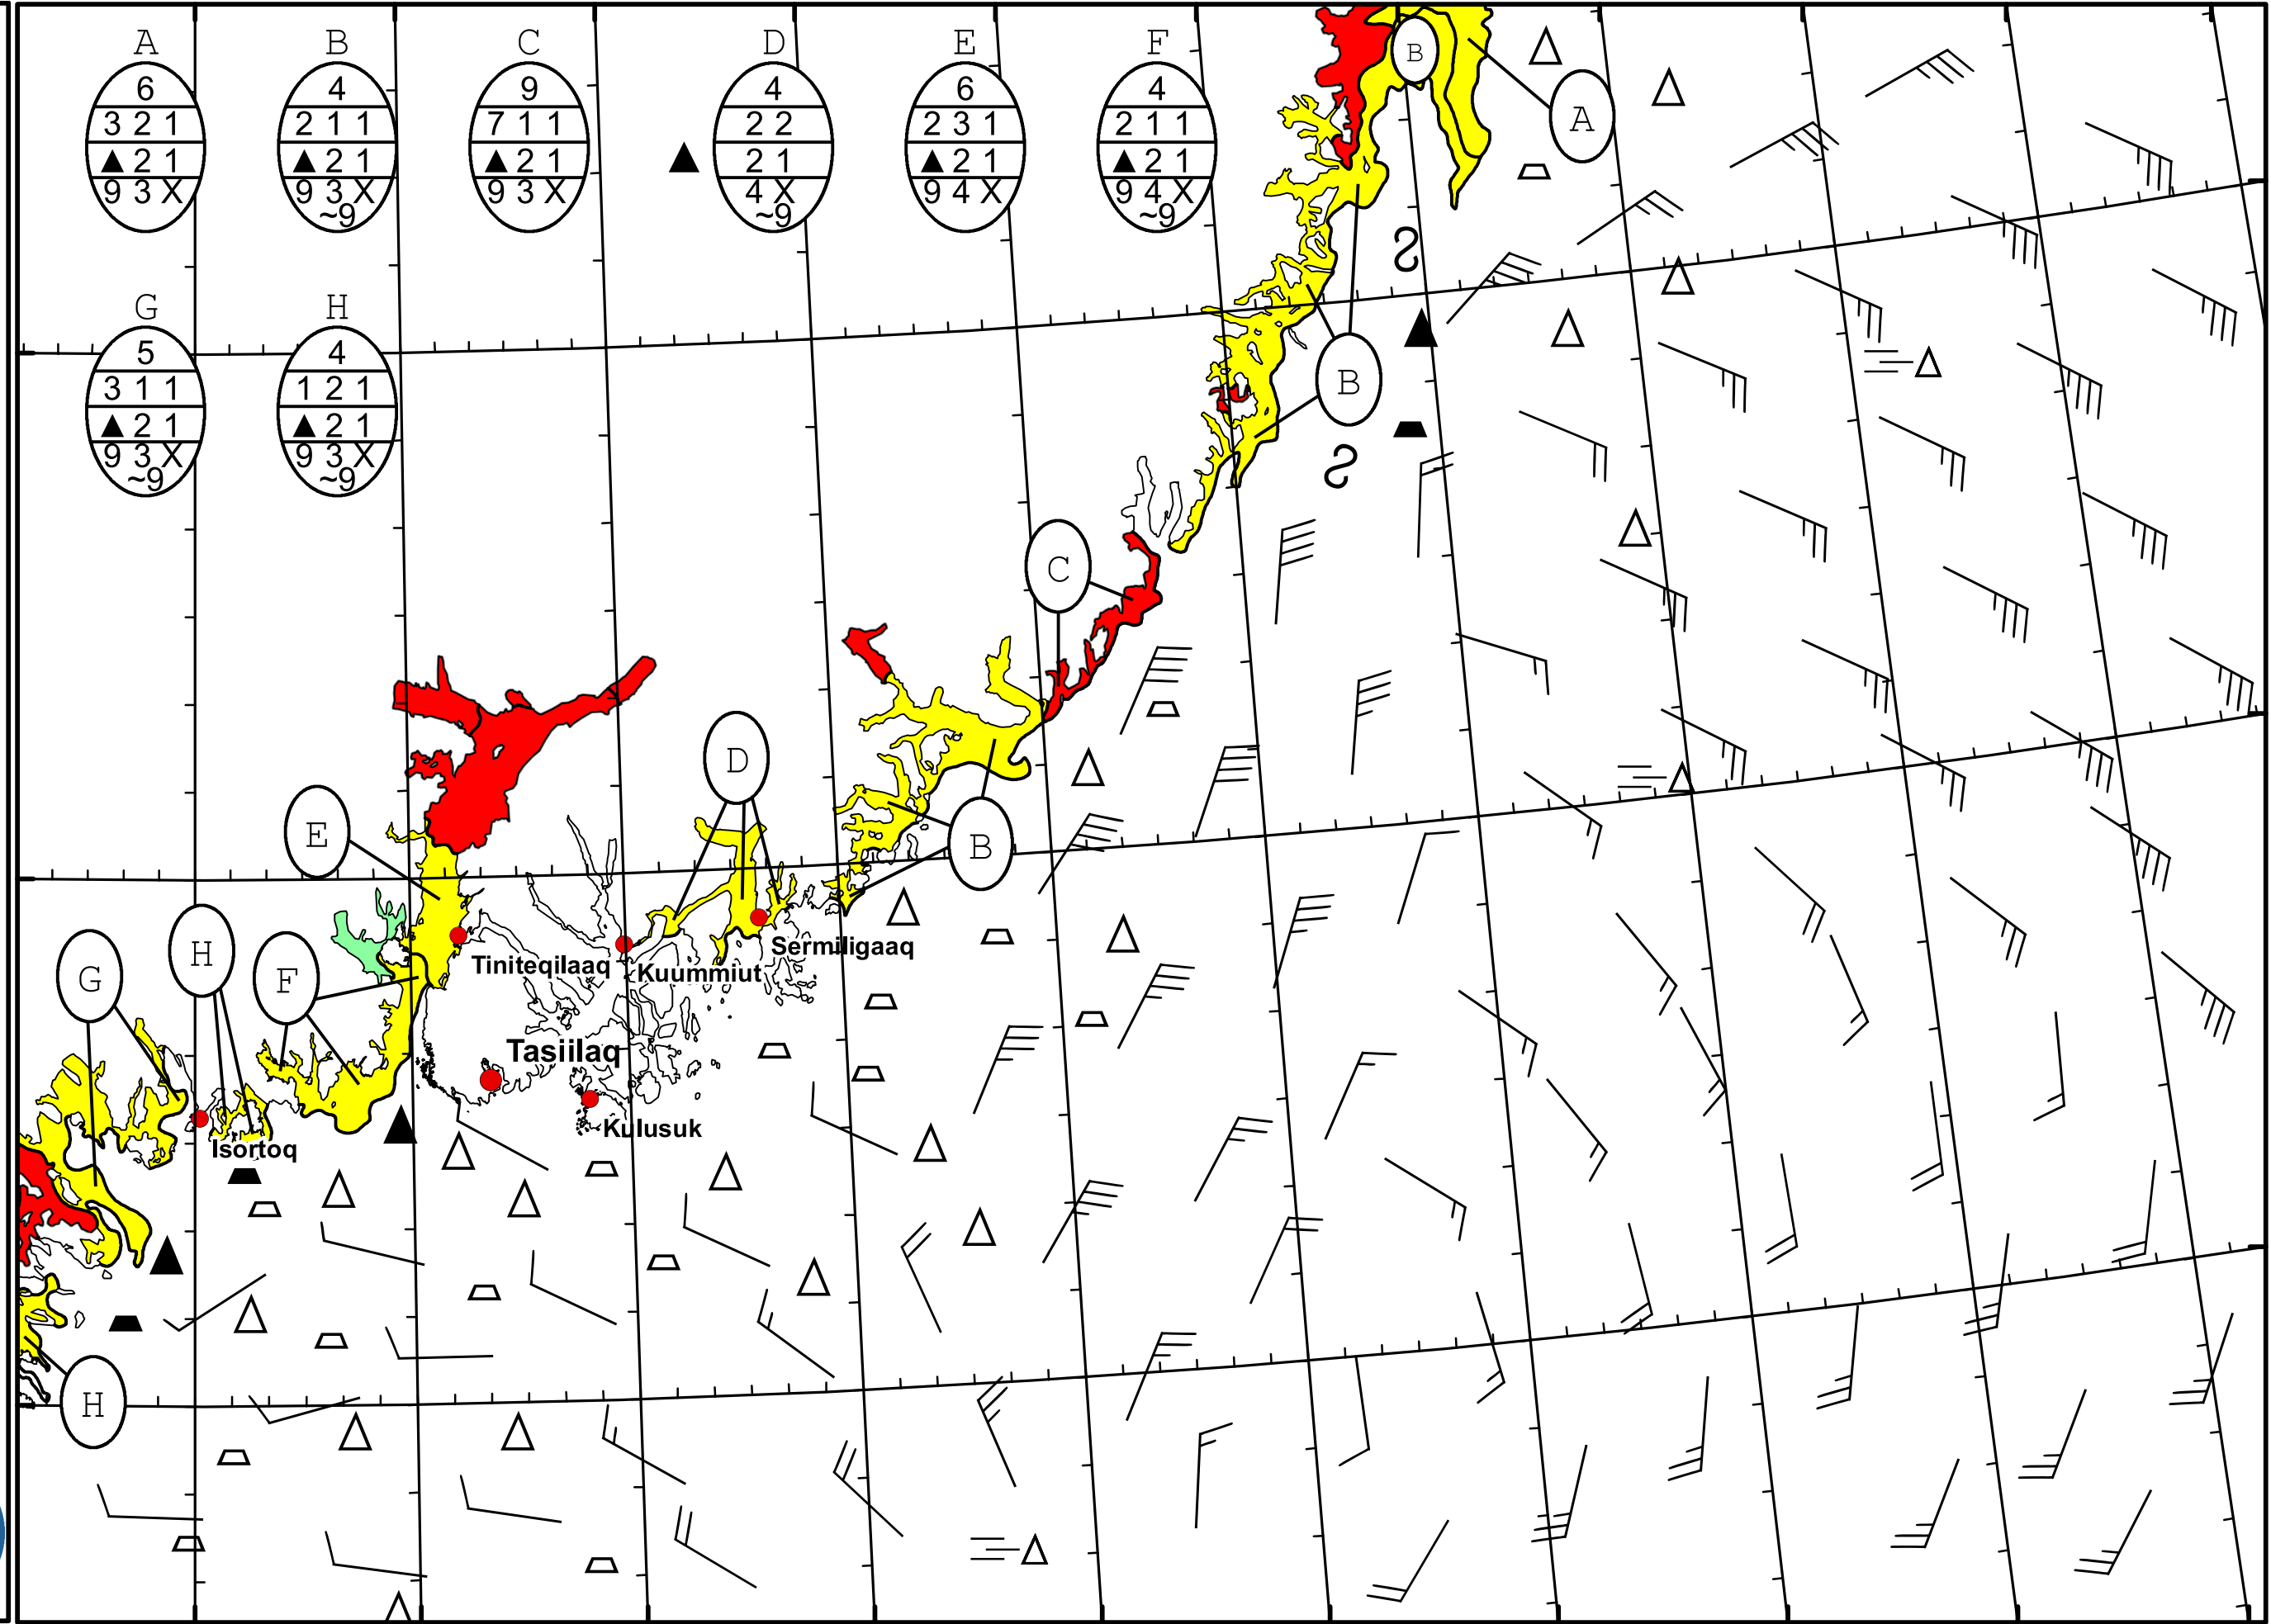 A B C D E F
6 4 9 4 6 4
3 2 1 2 1 1 7 1 1 2 2 2 3 1 2 1 1
▲ 2 1 ▲ 2 1 ▲ 2 1 ▲ 2 1 ▲ 2 1 ▲ 2 1
9 3 X 9 3 X 9 3 X 4 X 9 4 X 9 4 X
~9 ~9 ~9
B
A
G H
5 4
3 1 1 1 2 1
▲ 2 1 ▲ 2 1
9 3 X 9 3 X
~9 ~9
B
C
D
E
B
Sermiligaaq
Tiniteqilaaq
Kuummiut
H
G
F
Tasiilaq
Kulusuk
Isortoq
H